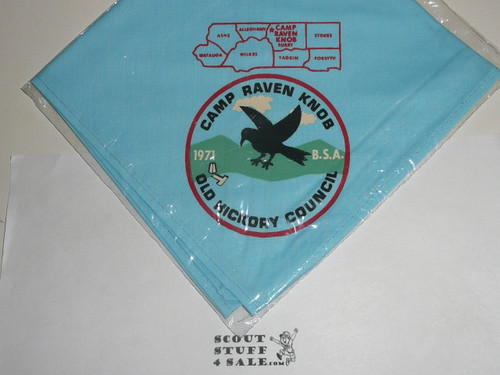 ASHE ALLEGHANY CAMP RAVEN KNOB SURRY STOKES
WATAUGA WILKES YADKIN FORSYTH
CAMP RAVEN KNOB
1971 B.S.A.
OLD HICKORY COUNCIL
SCOUT
STUFF
4 SALE.COM